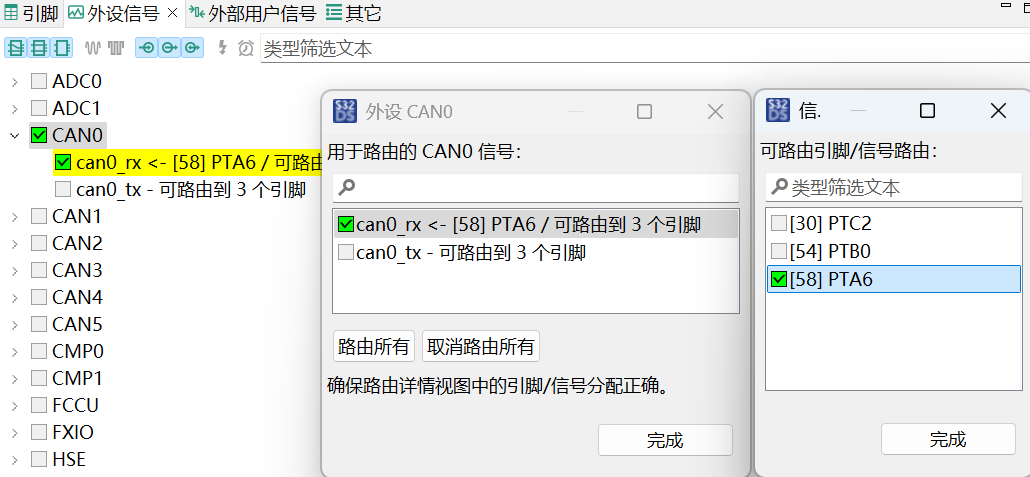 引脚 外设信号 外部用户信号 其它
类型筛选文本
ADC0
ADC1
CAN0
can0_rx <- [58] PTA6 / 可路由
can0_tx - 可路由到 3 个引脚
CAN1
CAN2
CAN3
CAN4
CAN5
CMP0
CMP1
FCCU
FXIO
HSE
S32DS 外设 CAN0
用于路由的 CAN0 信号:
can0_rx <- [58] PTA6 / 可路由到 3 个引脚
can0_tx - 可路由到 3 个引脚
路由所有 取消路由所有
确保路由详情视图中的引脚/信号分配正确。
完成
S32DS 信.
可路由引脚/信号路由:
类型筛选文本
[30] PTC2
[54] PTB0
[58] PTA6
完成